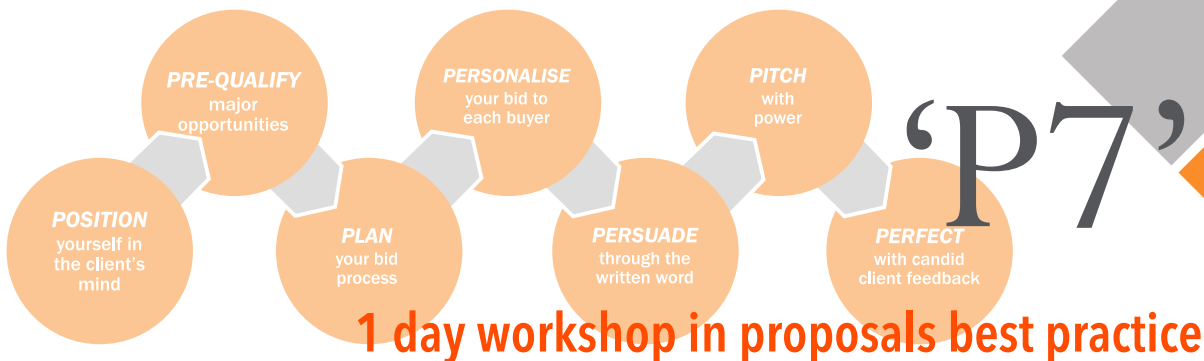 POSITION
yourself in
the client's
mind
PRE-QUALIFY
major
opportunities
PLAN
your bid
process
PERSONALISE
your bid to
each buyer
PERSUADE
through the
written word
PITCH
with
power
PERFECT
with candid
client feedback
‘P7’
1 day workshop in proposals best practice